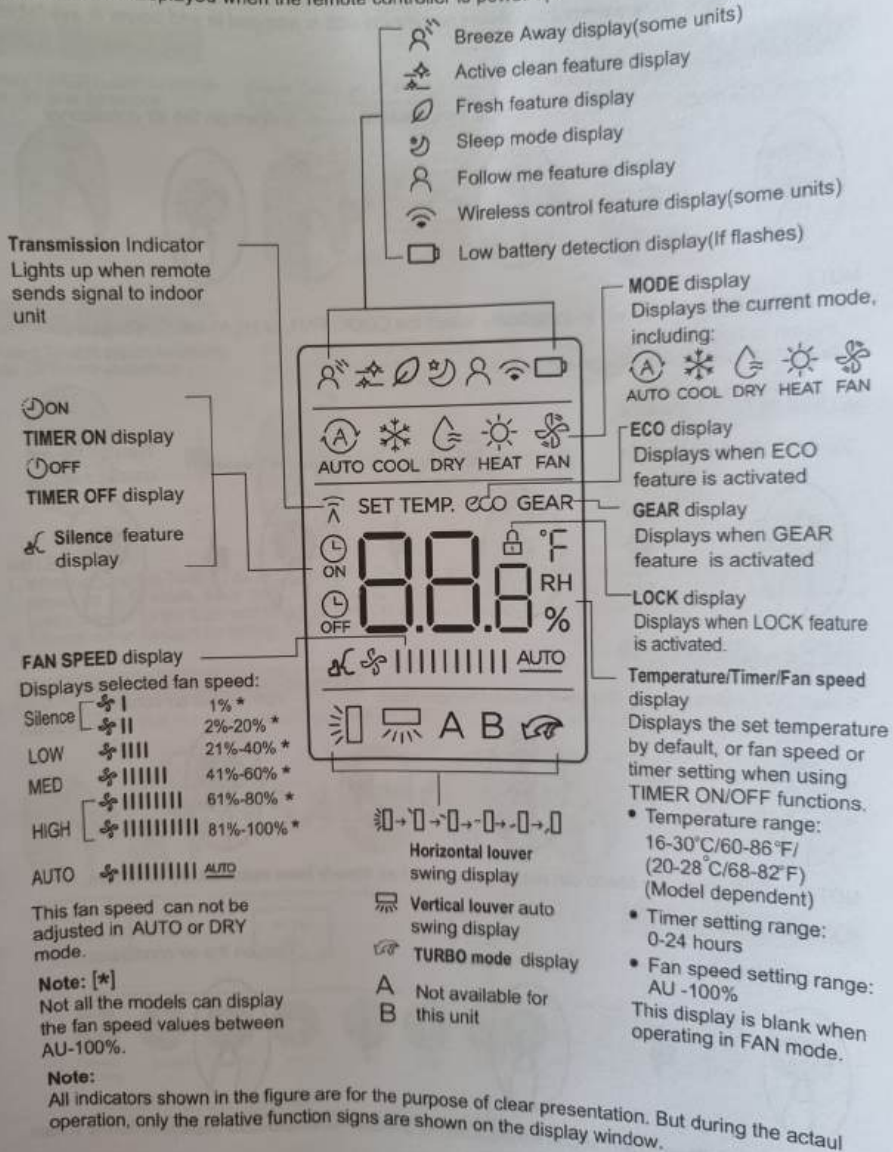 displayed when the remote controller is power
Breeze Away display(some units)
Active clean feature display
Fresh feature display
Sleep mode display
Follow me feature display
Wireless control feature display(some units)
Low battery detection display(If flashes)
Transmission Indicator
Lights up when remote
sends signal to indoor
unit
MODE display
Displays the current mode,
including:
A
AUTO COOL DRY HEAT FAN
ON
TIMER ON display
OFF
TIMER OFF display
Silence feature
display
A
AUTO COOL DRY HEAT FAN
SET TEMP. eco GEAR
ON
OFF
88.8
°F
RH
%
AUTO
A B
ECO display
Displays when ECO
feature is activated
GEAR display
Displays when GEAR
feature is activated
LOCK display
Displays when LOCK feature
is activated.
FAN SPEED display
Displays selected fan speed:
Silence 1% *
2%-20% *
LOW 21%-40% *
MED 41%-60% *
61%-80% *
HIGH 81%-100% *
AUTO AUTO
This fan speed can not be
adjusted in AUTO or DRY
mode.
Note: [*]
Not all the models can display
the fan speed values between
AU-100%.
Horizontal louver
swing display
Vertical louver auto
swing display
TURBO mode display
A Not available for
B this unit
Temperature/Timer/Fan speed
display
Displays the set temperature
by default, or fan speed or
timer setting when using
TIMER ON/OFF functions.
• Temperature range:
16-30°C/60-86°F/
(20-28°C/68-82°F)
(Model dependent)
• Timer setting range:
0-24 hours
• Fan speed setting range:
AU -100%
This display is blank when
operating in FAN mode.
Note:
All indicators shown in the figure are for the purpose of clear presentation. But during the actaul
operation, only the relative function signs are shown on the display window.